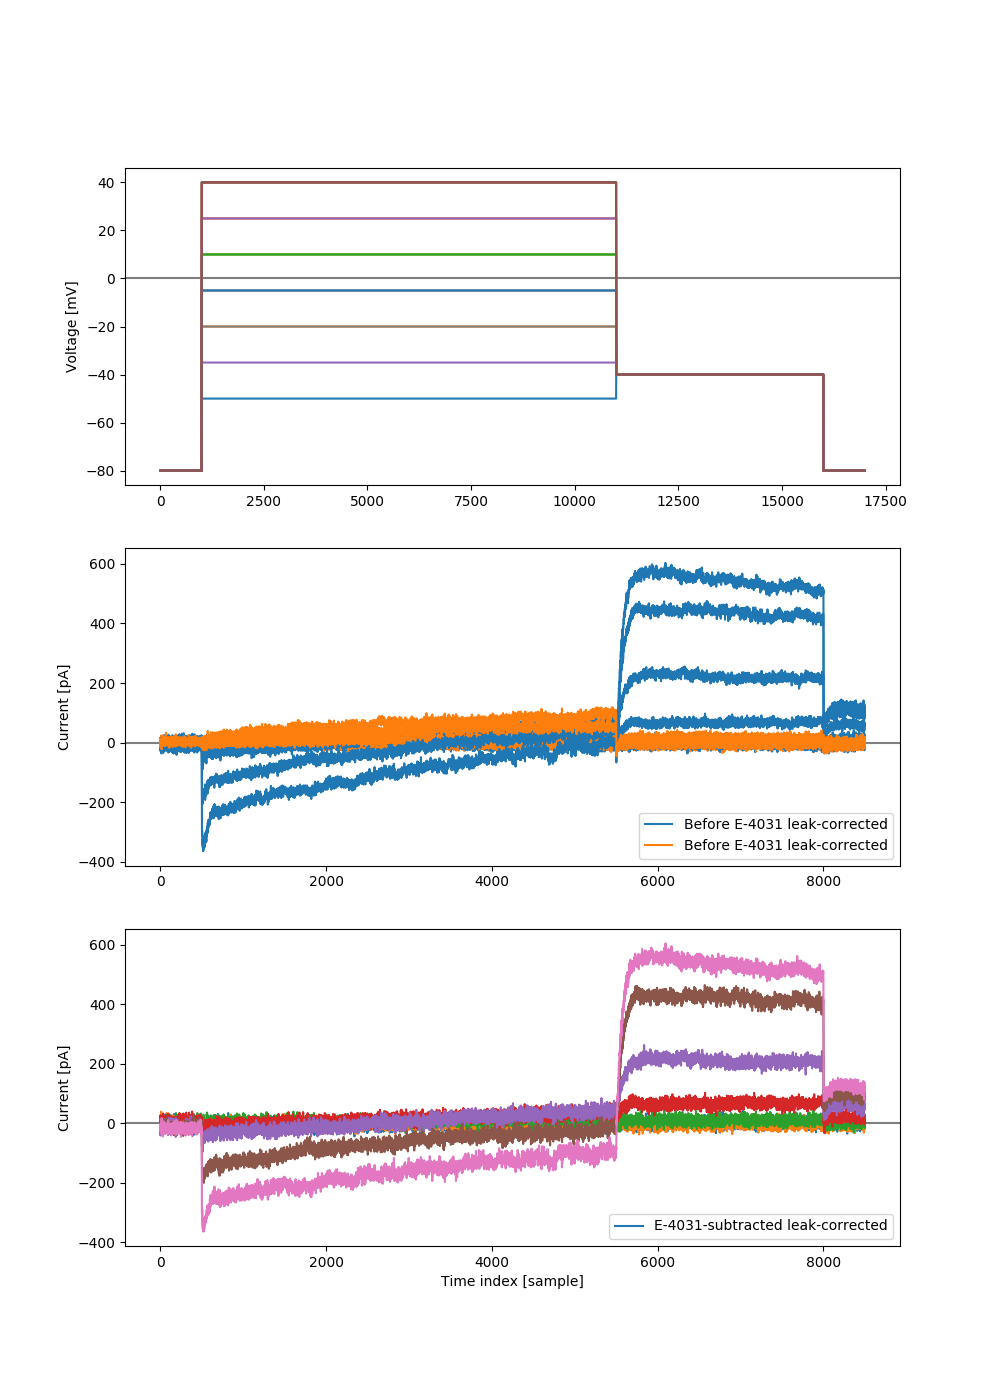 40
20
0
−20
−40
−60
−80
Voltage [mV]
0 2500 5000 7500 10000 12500 15000 17500
600
400
200
0
−200
−400
Current [pA]
Before E-4031 leak-corrected
Before E-4031 leak-corrected
0 2000 4000 6000 8000
600
400
200
0
−200
−400
Current [pA]
E-4031-subtracted leak-corrected
0 2000 4000 6000 8000
Time index [sample]